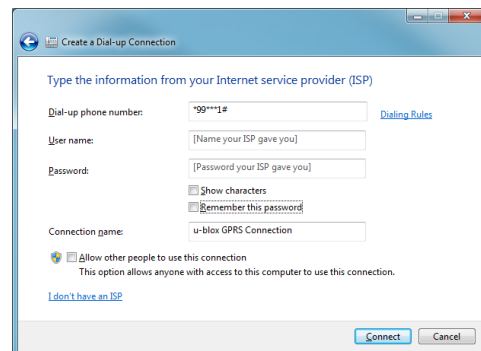 Create a Dial-up Connection
Type the information from your Internet service provider (ISP)
Dial-up phone number:
*99***1#
Dialing Rules
User name:
[Name your ISP gave you]
Password:
[Password your ISP gave you]
Show characters
Remember this password
Connection name:
u-blox GPRS Connection
Allow other people to use this connection
This option allows anyone with access to this computer to use this connection.
I don't have an ISP
Connect
Cancel